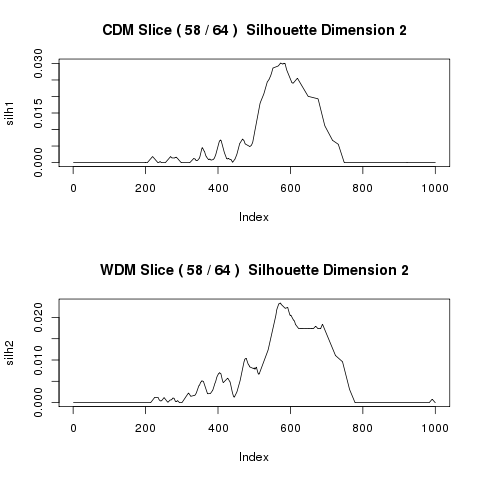 CDM Slice ( 58 / 64 )  Silhouette Dimension 2
silh1
0.000 0.015 0.030
0 200 400 600 800 1000
Index
WDM Slice ( 58 / 64 )  Silhouette Dimension 2
silh2
0.000 0.010 0.020
0 200 400 600 800 1000
Index